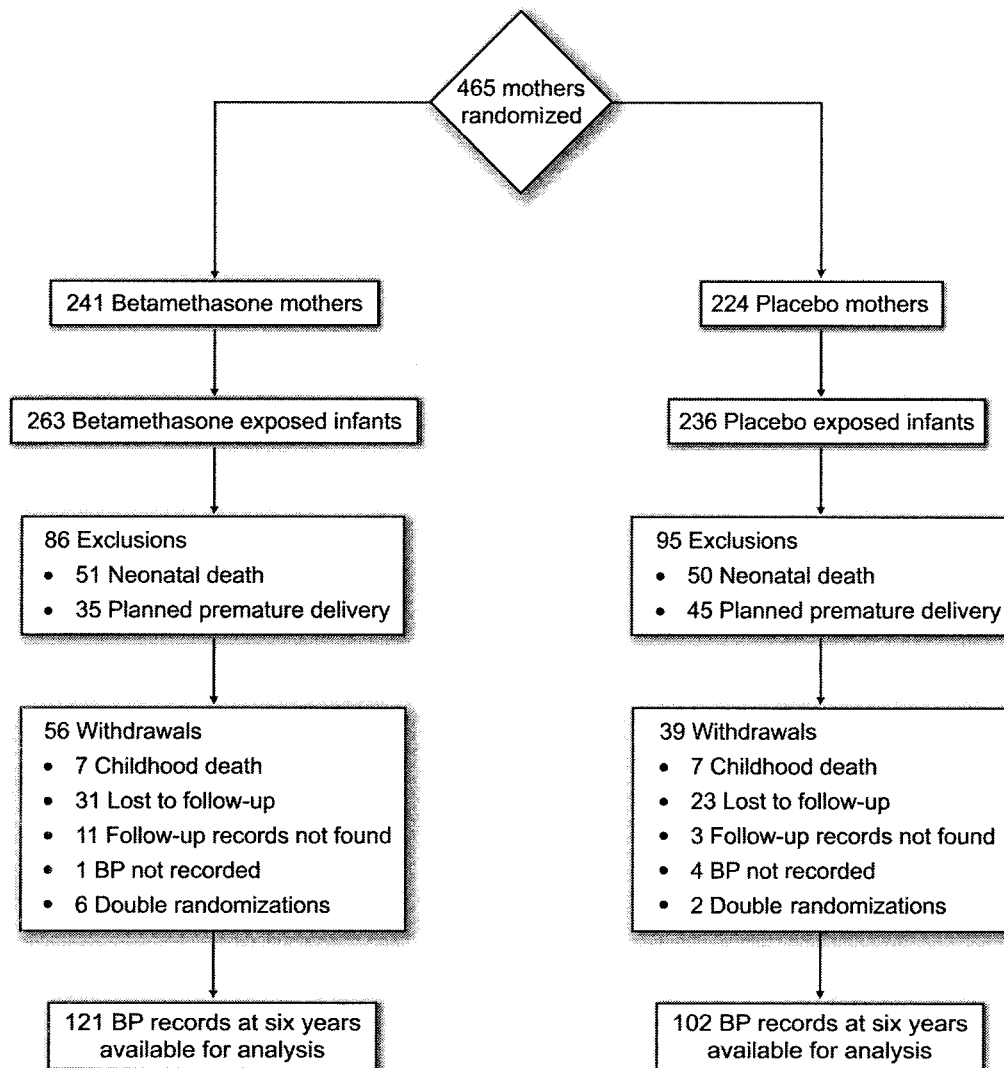 465 mothers
randomized
241 Betamethasone mothers
224 Placebo mothers
263 Betamethasone exposed infants
236 Placebo exposed infants
86 Exclusions
• 51 Neonatal death
• 35 Planned premature delivery
95 Exclusions
• 50 Neonatal death
• 45 Planned premature delivery
56 Withdrawals
• 7 Childhood death
• 31 Lost to follow-up
• 11 Follow-up records not found
• 1 BP not recorded
• 6 Double randomizations
39 Withdrawals
• 7 Childhood death
• 23 Lost to follow-up
• 3 Follow-up records not found
• 4 BP not recorded
• 2 Double randomizations
121 BP records at six years
available for analysis
102 BP records at six years
available for analysis